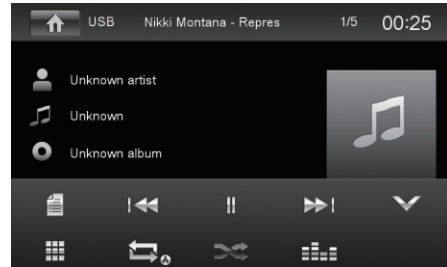 USB Nikki Montana - Repres 1/5 00:25
Unknown artist
Unknown
Unknown album